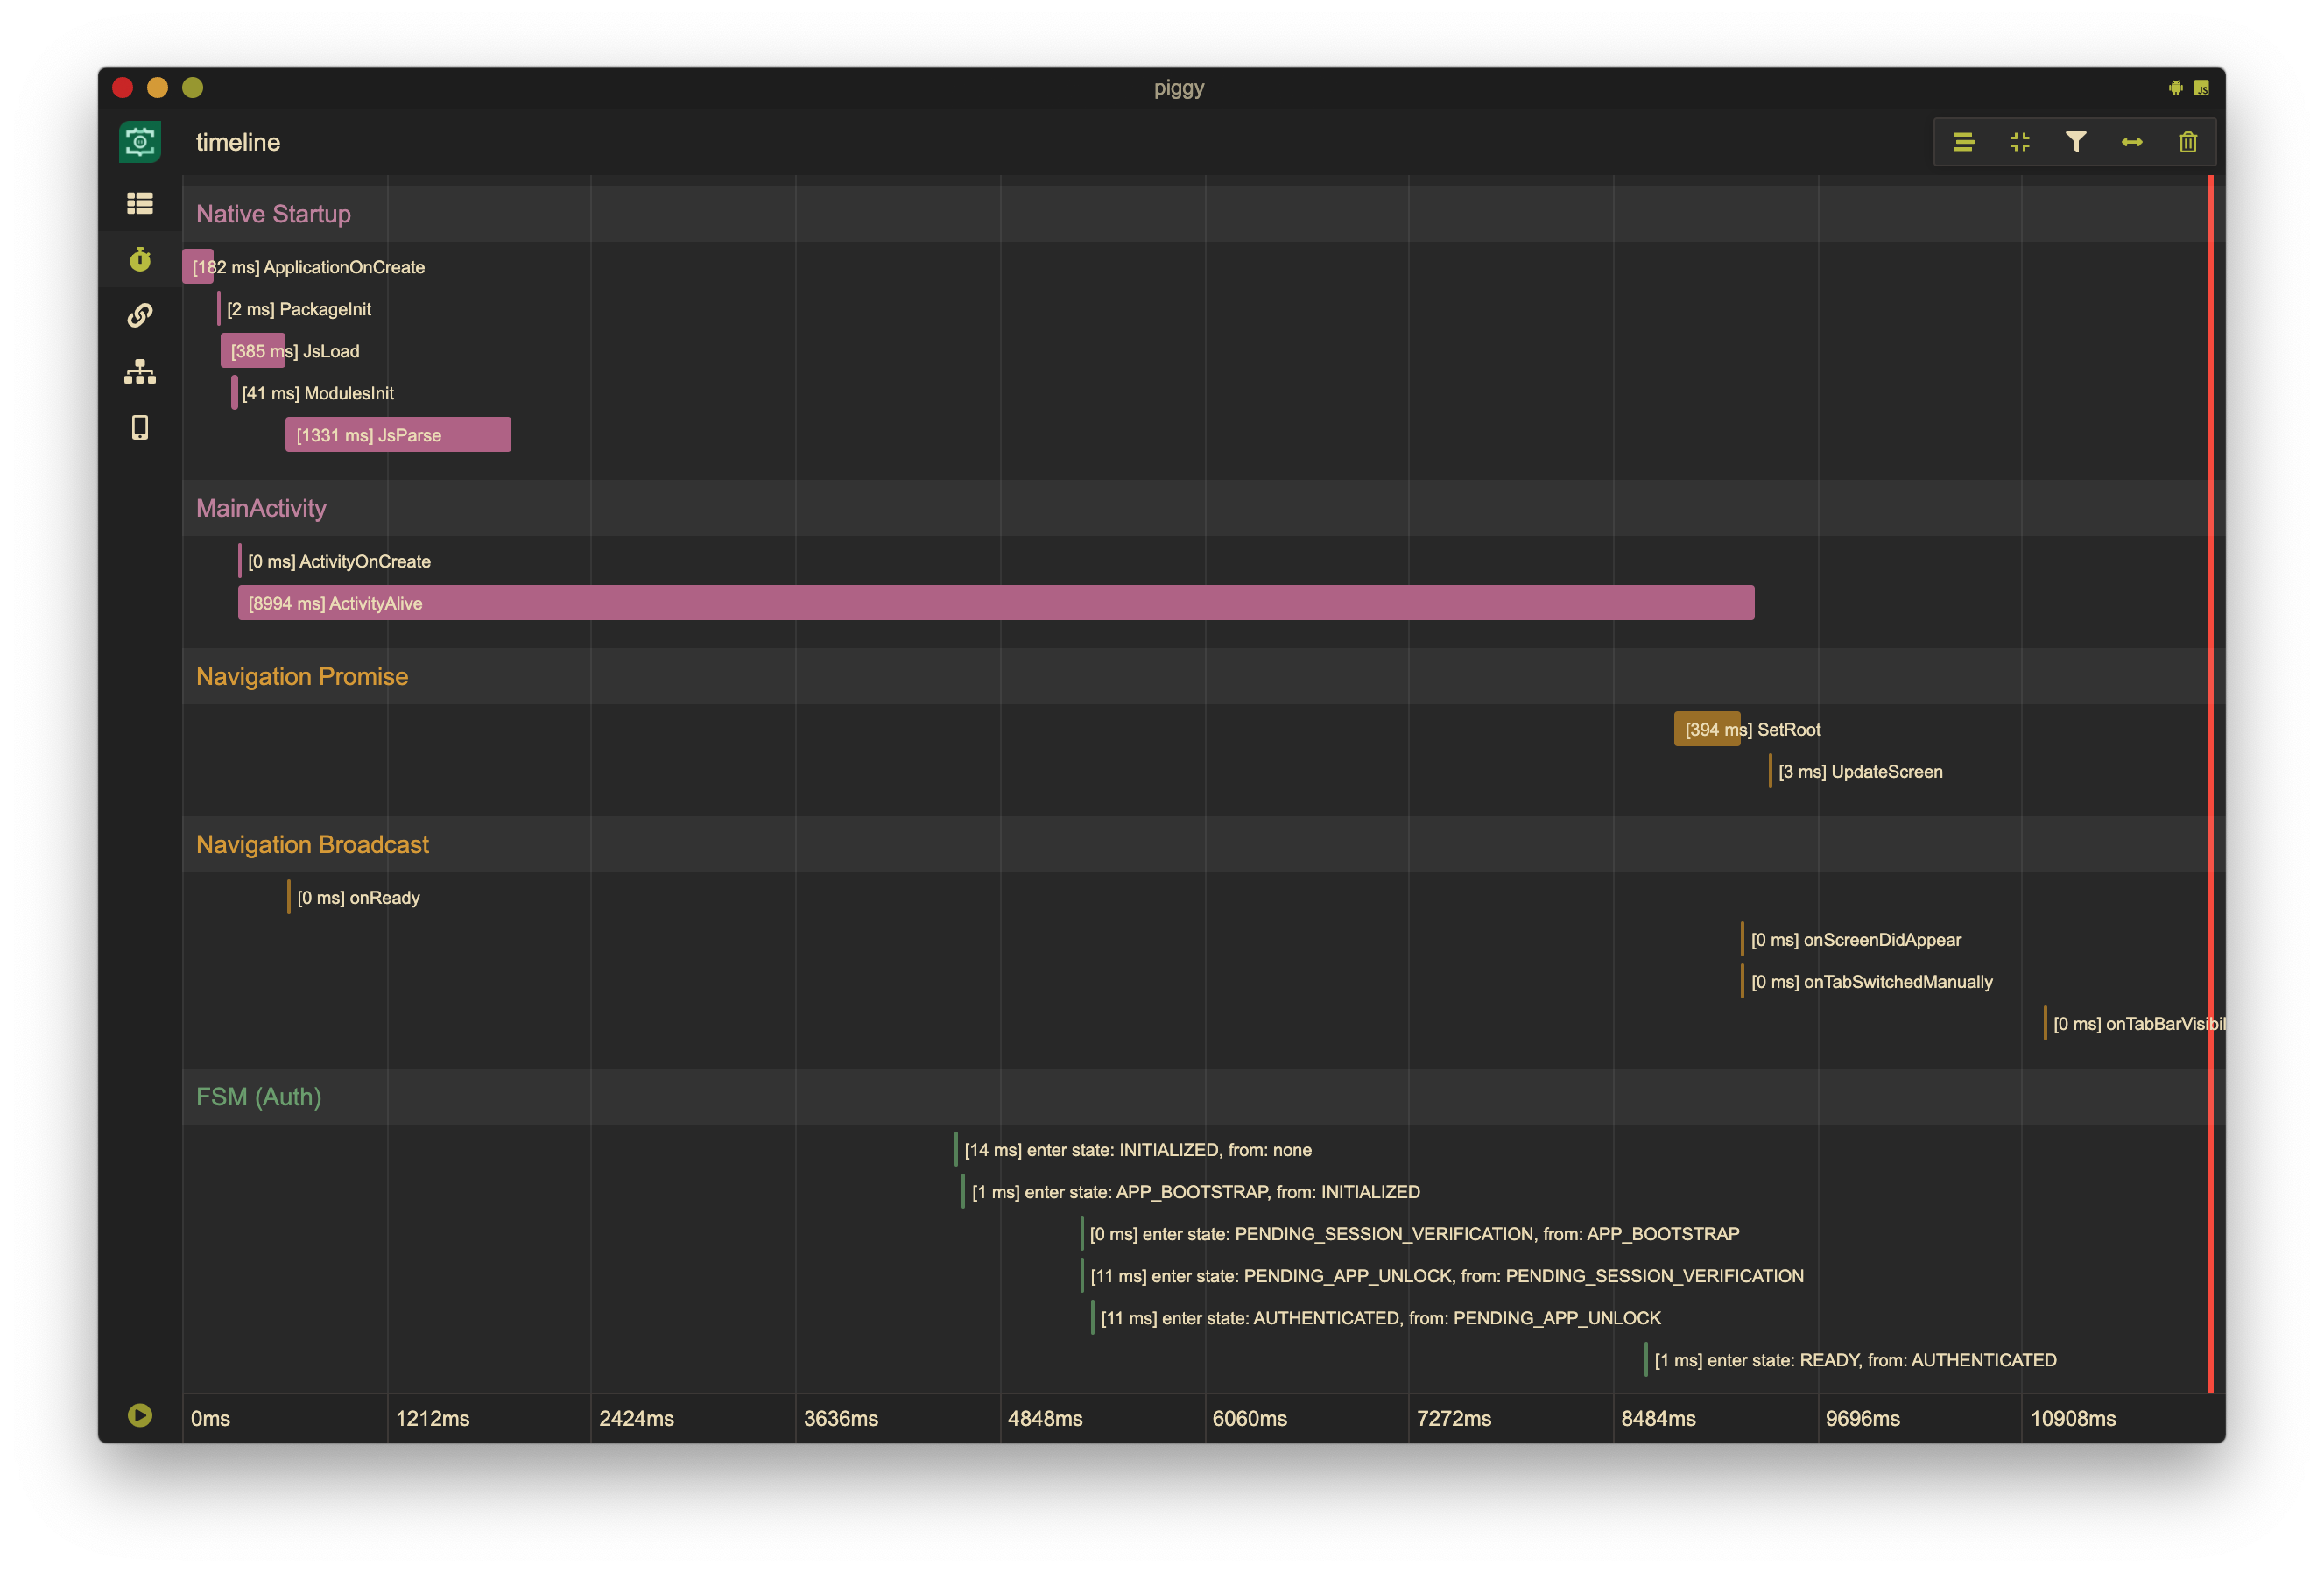 piggy
JS
timeline
Native Startup
[182 ms] ApplicationOnCreate
[2 ms] PackageInit
[385 ms] JsLoad
[41 ms] ModulesInit
[1331 ms] JsParse
MainActivity
[0 ms] ActivityOnCreate
[8994 ms] ActivityAlive
Navigation Promise
[394 ms] SetRoot
[3 ms] UpdateScreen
Navigation Broadcast
[0 ms] onReady
[0 ms] onScreenDidAppear
[0 ms] onTabSwitchedManually
[0 ms] onTabBarVisibil
FSM (Auth)
[14 ms] enter state: INITIALIZED, from: none
[1 ms] enter state: APP_BOOTSTRAP, from: INITIALIZED
[0 ms] enter state: PENDING_SESSION_VERIFICATION, from: APP_BOOTSTRAP
[11 ms] enter state: PENDING_APP_UNLOCK, from: PENDING_SESSION_VERIFICATION
[11 ms] enter state: AUTHENTICATED, from: PENDING_APP_UNLOCK
[1 ms] enter state: READY, from: AUTHENTICATED
0ms 1212ms 2424ms 3636ms 4848ms 6060ms 7272ms 8484ms 9696ms 10908ms